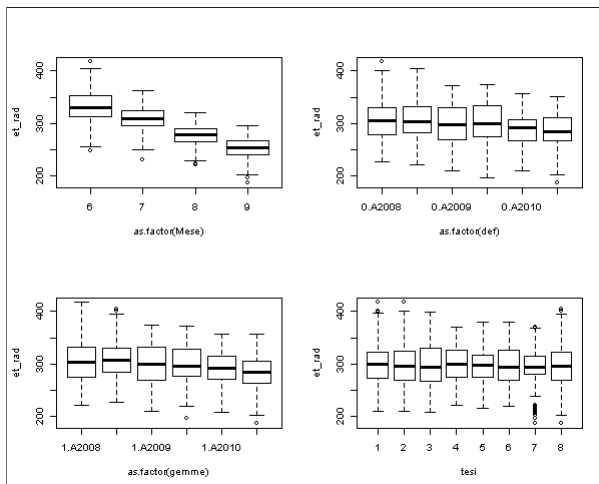 et_rad
400
300
200
6 7 8 9
as.factor(Mese)
et_rad
400
300
200
0.A2008 0.A2009 0.A2010
as.factor(def)
et_rad
400
300
200
1.A2008 1.A2009 1.A2010
as.factor(gemme)
et_rad
400
300
200
1 2 3 4 5 6 7 8
tesi